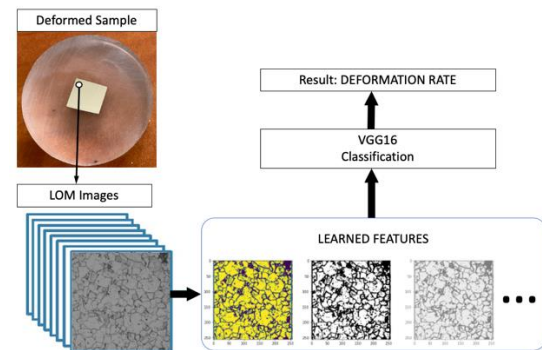 Deformed Sample
LOM Images
Result: DEFORMATION RATE
VGG16
Classification
LEARNED FEATURES